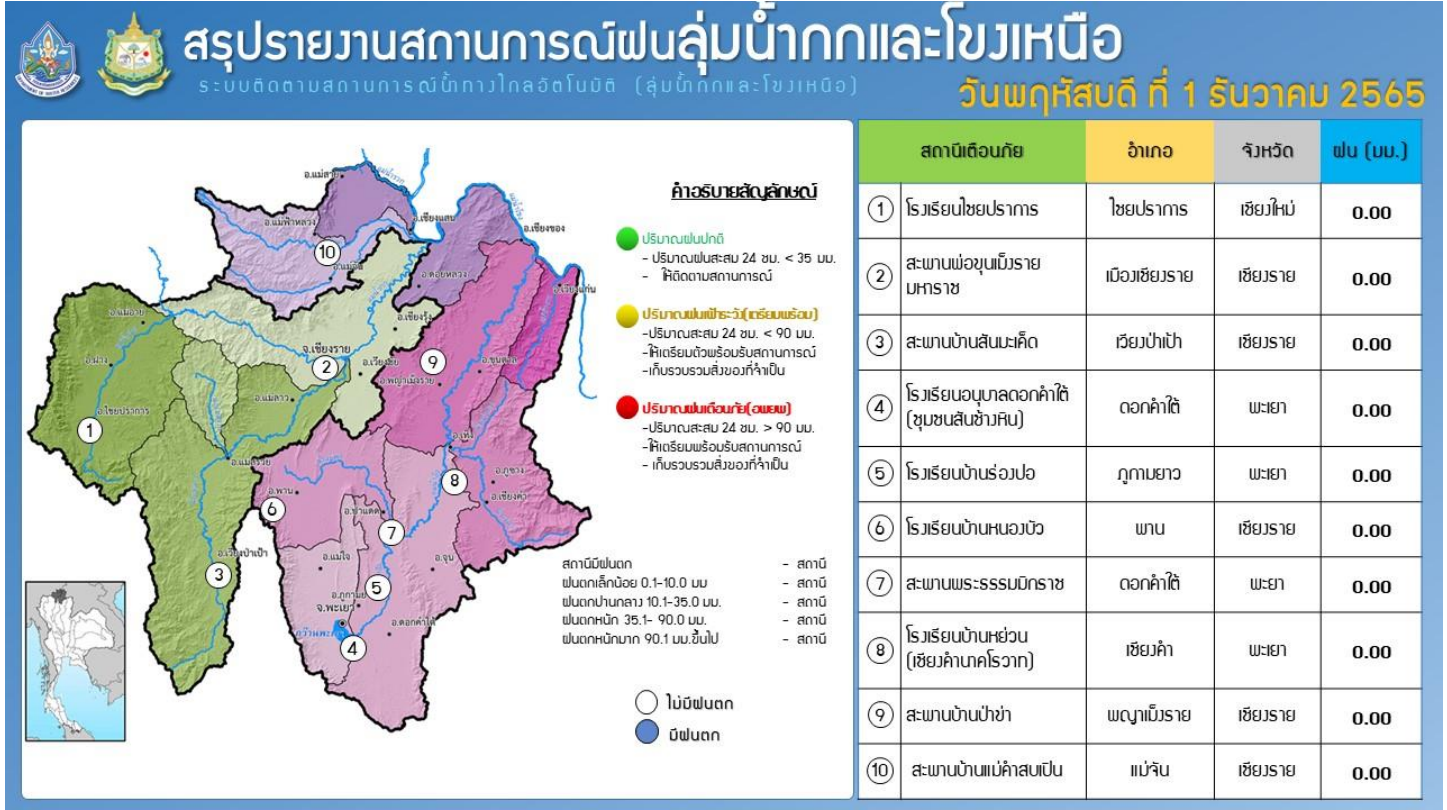 สรุปรายงานสถานการณ์ฝนลุ่มน้ำกกและโขงเหนือ
ระบบติดตามสถานการณ์น้ำทางไกลอัตโนมัติ (ลุ่มน้ำกกและโขงเหนือ)
วันพฤหัสบดี ที่ 1 ธันวาคม 2565
อ.แม่สาย
อ.แม่ฟ้าหลวง
อ.เชียงแสน
อ.เชียงของ
10
อ.แม่จัน
อ.ดอยหลวง
อ.เวียงแก่น
อ.แม่อาย
อ.เชียงรุ้ง
จ.เชียงราย
อ.ฝาง
2
อ.เวียงชัย
9
อ.ขุนตาล
อ.พญาเม็งราย
อ.แม่ลาว
อ.ไชยปราการ
1
อ.เทิง
อ.แม่สรวย
8
อ.ภูซาง
อ.พาน
อ.เชียงคำ
6
อ.ป่าแดด
7
อ.เวียงป่าเป้า
อ.แม่ใจ
อ.จุน
3
5
จ.พะเยา
อ.ดอกคำใต้
4
คำอธิบายสัญลักษณ์
ปริมาณฝนปกติ
- ปริมาณฝนสะสม 24 ชม. < 35 มม.
- ให้ติดตามสถานการณ์
ปริมาณฝนเฝ้าระวัง(เตรียมพร้อม)
-ปริมาณสะสม 24 ชม. < 90 มม.
-ให้เตรียมตัวพร้อมรับสถานการณ์
-เก็บรวบรวมสิ่งของที่จำเป็น
ปริมาณฝนเตือนภัย(อพยพ)
-ปริมาณสะสม 24 ชม. > 90 มม.
-ให้เตรียมพร้อมรับสถานการณ์
- เก็บรวบรวมสิ่งของที่จำเป็น
สถานีมีฝนตก - สถานี
ฝนตกเล็กน้อย 0.1-10.0 มม - สถานี
ฝนตกปานกลาง 10.1-35.0 มม. - สถานี
ฝนตกหนัก 35.1- 90.0 มม. - สถานี
ฝนตกหนักมาก 90.1 มม.ขึ้นไป - สถานี
ไม่มีฝนตก
มีฝนตก
สถานีเตือนภัย อำเภอ จังหวัด ฝน (มม.)
1 โรงเรียนไชยปราการ ไชยปราการ เชียงใหม่ 0.00
2 สะพานพ่อขุนเม็งราย
มหาราช เมืองเชียงราย เชียงราย 0.00
3 สะพานบ้านสันมะเค็ด เวียงป่าเป้า เชียงราย 0.00
4 โรงเรียนอนุบาลดอกคำใต้
(ชุมชนสันช้างหิน) ดอกคำใต้ พะเยา 0.00
5 โรงเรียนบ้านร่องปอ ภูกามยาว พะเยา 0.00
6 โรงเรียนบ้านหนองบัว พาน เชียงราย 0.00
7 สะพานพระธรรมมิกราช ดอกคำใต้ พะยา 0.00
8 โรงเรียนบ้านหย่วน
(เชียงคำนาคโรวาท) เชียงคำ พะเยา 0.00
9 สะพานบ้านป่าข่า พญาเม็งราย เชียงราย 0.00
10 สะพานบ้านแม่คำสบเปิน แม่จัน เชียงราย 0.00